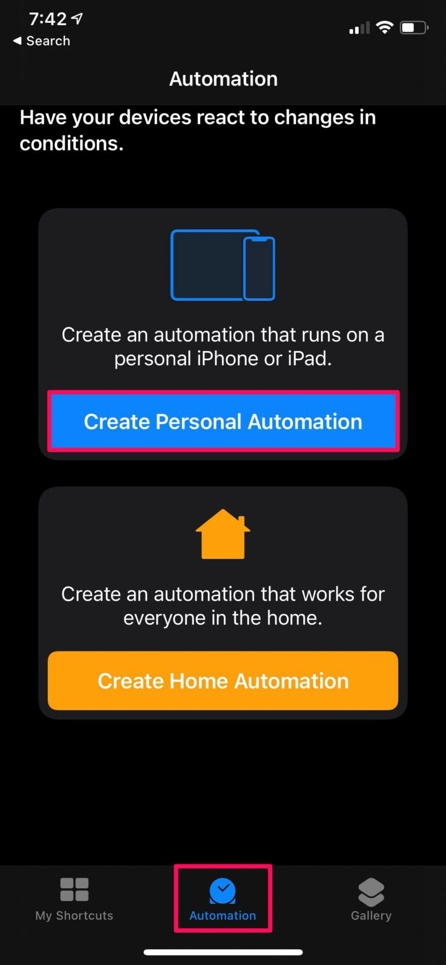 7:42
◀ Search
Automation
Have your devices react to changes in
conditions.
Create an automation that runs on a
personal iPhone or iPad.
Create Personal Automation
Create an automation that works for
everyone in the home.
Create Home Automation
My Shortcuts
Automation
Gallery